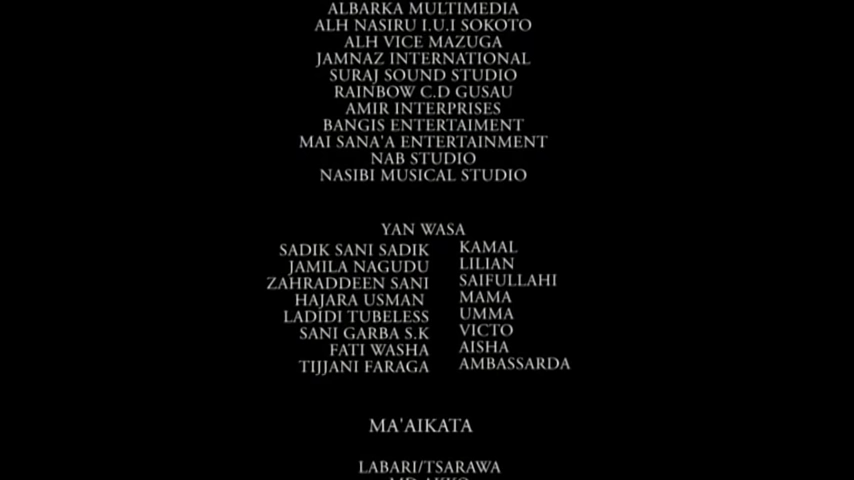 ALBARKA MULTIMEDIA
ALH NASIRU I.U.I SOKOTO
ALH VICE MAZUGA
JAMNAZ INTERNATIONAL
SURAJ SOUND STUDIO
RAINBOW C.D GUSAU
AMIR INTERPRISES
BANGIS ENTERTAIMENT
MAI SANA'A ENTERTAINMENT
NAB STUDIO
NASIBI MUSICAL STUDIO
YAN WASA
SADIK SANI SADIK KAMAL
JAMILA NAGUDU LILIAN
ZAHRADDEEN SANI SAIFULLAHI
HAJARA USMAN MAMA
LADIDI TUBELESS UMMA
SANI GARBA S.K VICTO
FATI WASHA AISHA
TIJJANI FARAGA AMBASSARDA
MA'AIKATA
LABARI/TSARAWA